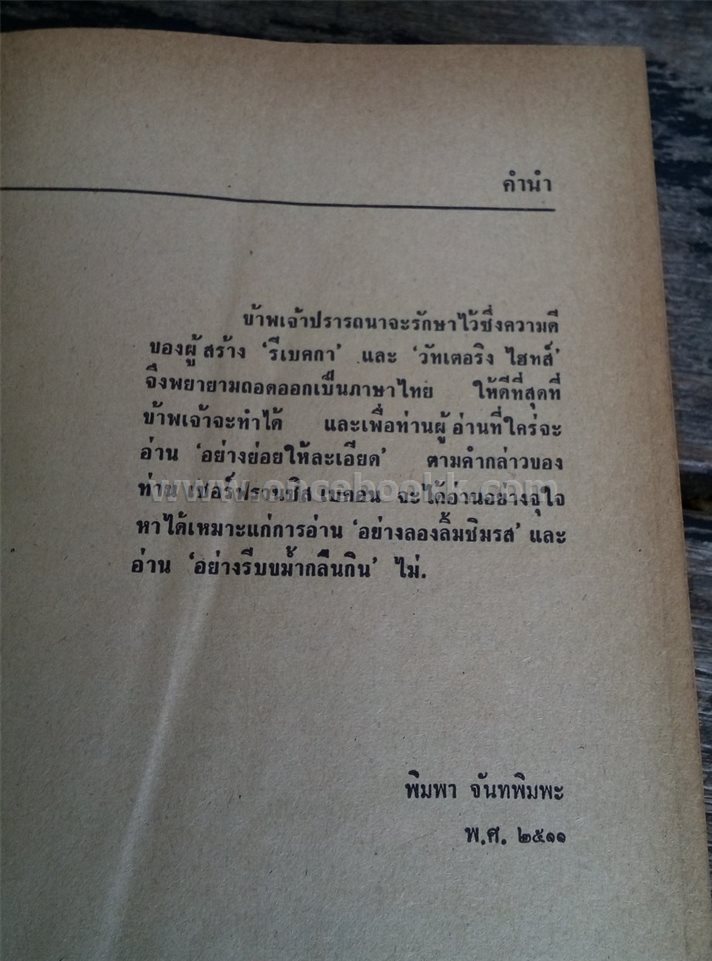 คำนำ
ข้าพเจ้าปรารถนาจะรักษาไว้ซึ่งความดี
ของผู้สร้าง ‘รีเบคกา’ และ ‘วัทเตอริง ไฮทส์’
จึงพยายามถอดออกเป็นภาษาไทย ให้ดีที่สุดที่
ข้าพเจ้าจะทำได้ และเพื่อท่านผู้อ่านที่ใคร่จะ
อ่าน ‘อย่างย่อยให้ละเอียด’ ตามคำกล่าวของ
ท่าน เซอร์ฟรานซิส เบคอน จะได้อ่านอย่างจุใจ
หาได้เหมาะแก่การอ่าน ‘อย่างลองลิ้มชิมรส’ และ
อ่าน ‘อย่างรีบขม้ำกลืนกิน’ ไม่.
พิมพา จันทพิมพะ
พ.ศ. ๒๕๑๑